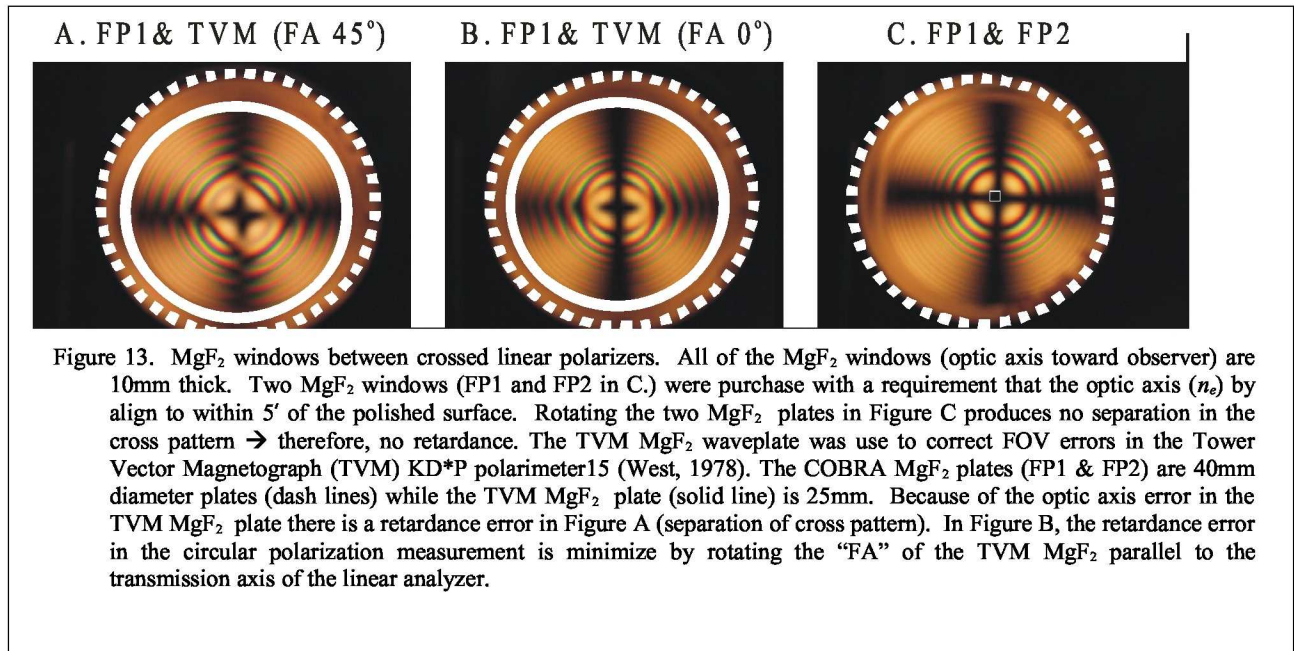 A. FP1& TVM (FA 45°) B. FP1& TVM (FA 0°) C. FP1& FP2
Figure 13. MgF₂ windows between crossed linear polarizers. All of the MgF₂ windows (optic axis toward observer) are
10mm thick. Two MgF₂ windows (FP1 and FP2 in C.) were purchase with a requirement that the optic axis (nₑ) by
align to within 5′ of the polished surface. Rotating the two MgF₂ plates in Figure C produces no separation in the
cross pattern → therefore, no retardance. The TVM MgF₂ waveplate was use to correct FOV errors in the Tower
Vector Magnetograph (TVM) KD*P polarimeter15 (West, 1978). The COBRA MgF₂ plates (FP1 & FP2) are 40mm
diameter plates (dash lines) while the TVM MgF₂ plate (solid line) is 25mm. Because of the optic axis error in the
TVM MgF₂ plate there is a retardance error in Figure A (separation of cross pattern). In Figure B, the retardance error
in the circular polarization measurement is minimize by rotating the “FA” of the TVM MgF₂ parallel to the
transmission axis of the linear analyzer.